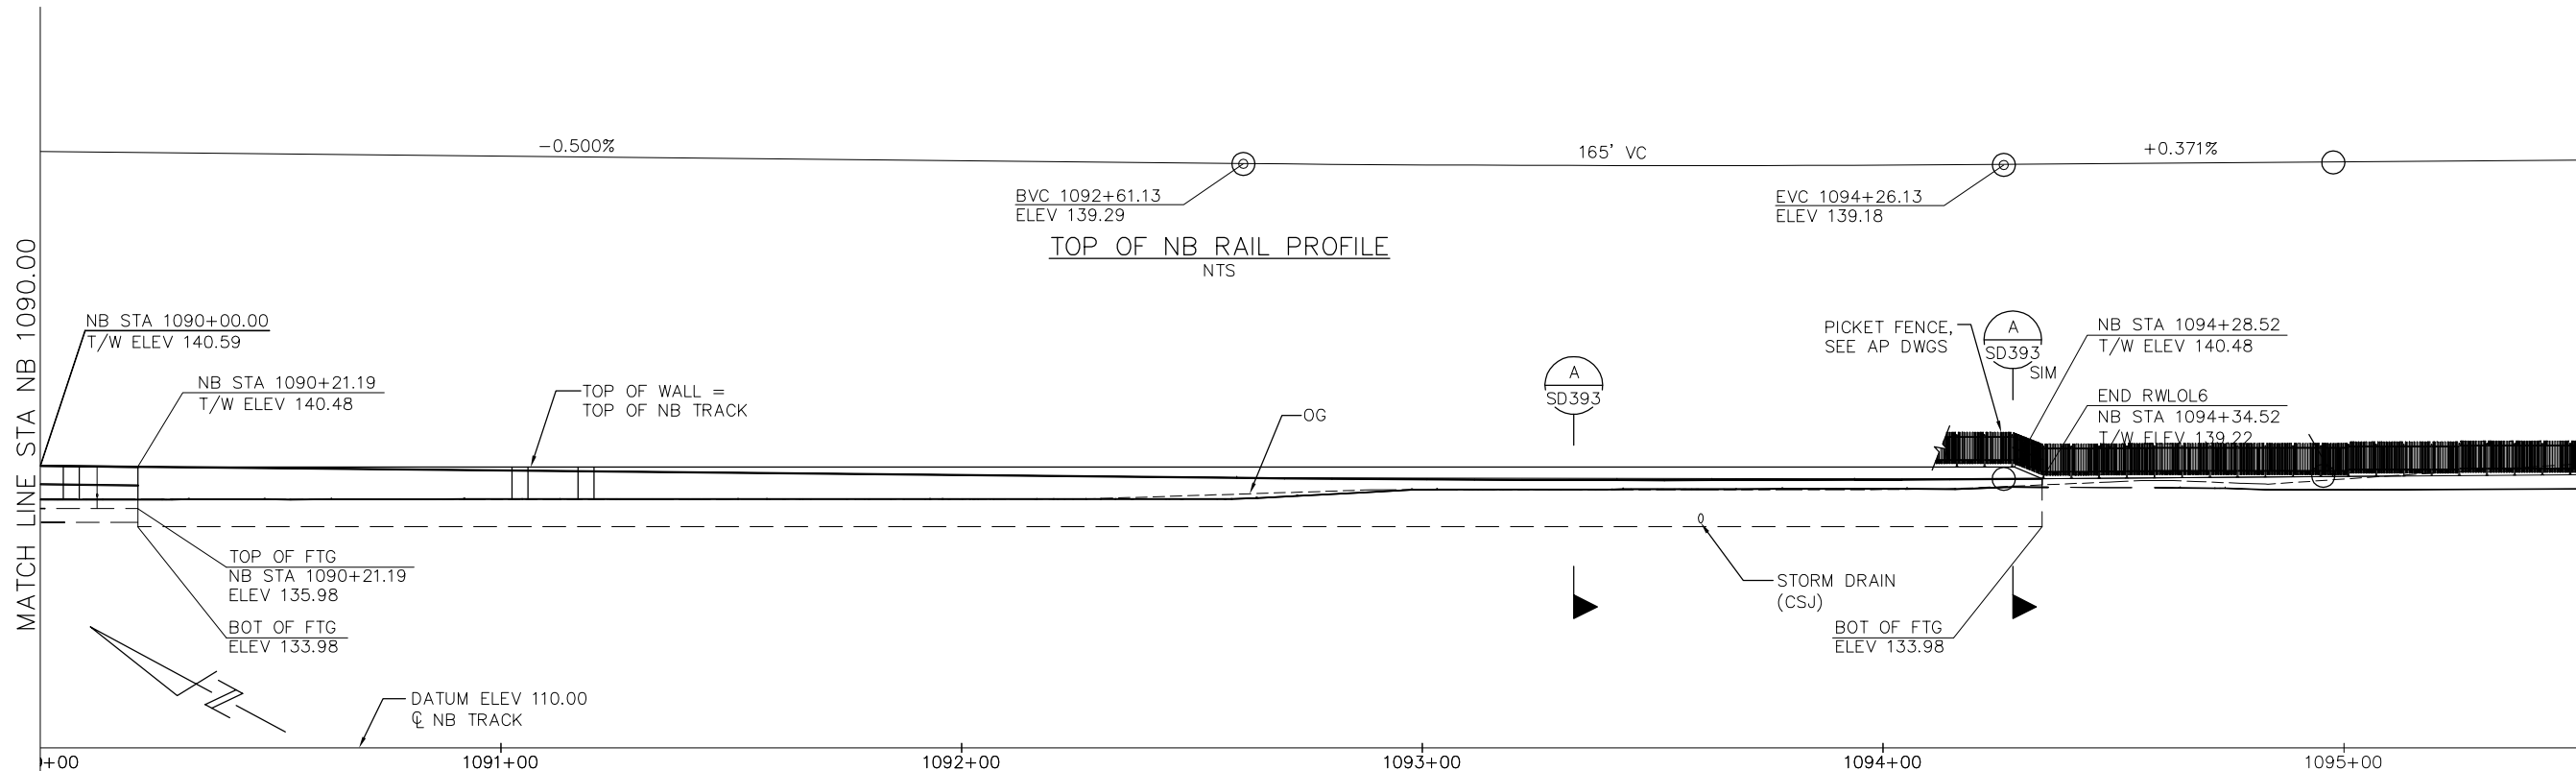 -0.500%
165' VC
+0.371%
BVC 1092+61.13
ELEV 139.29
EVC 1094+26.13
ELEV 139.18
TOP OF NB RAIL PROFILE
NTS
MATCH LINE STA NB 1090.00
NB STA 1090+00.00
T/W ELEV 140.59
NB STA 1090+21.19
T/W ELEV 140.48
TOP OF WALL =
TOP OF NB TRACK
OG
A
SD393
PICKET FENCE,
SEE AP DWGS
A
SD393
SIM
NB STA 1094+28.52
T/W ELEV 140.48
END RWLOL6
NB STA 1094+34.52
T/W ELEV 139.22
TOP OF FTG
NB STA 1090+21.19
ELEV 135.98
BOT OF FTG
ELEV 133.98
STORM DRAIN
(CSJ)
BOT OF FTG
ELEV 133.98
DATUM ELEV 110.00
℄ NB TRACK
+00
1091+00
1092+00
1093+00
1094+00
1095+00